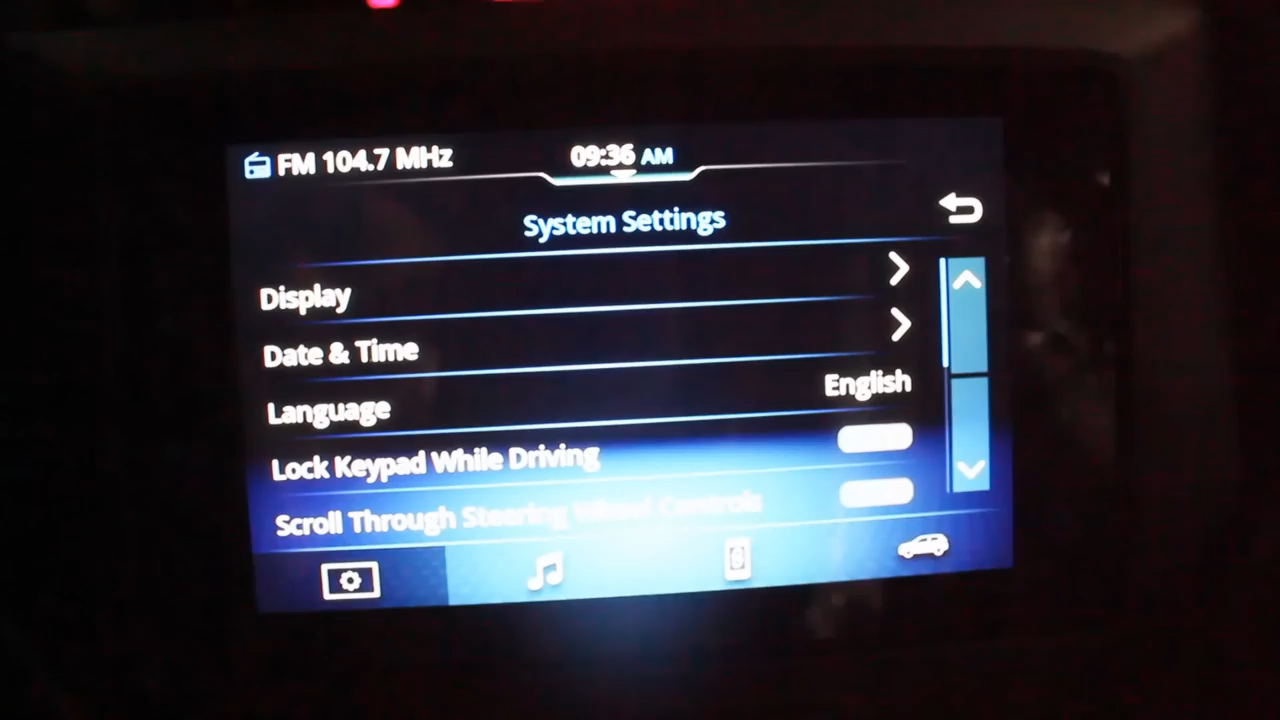 FM 104.7 MHz
09:36 AM
System Settings
Display
Date & Time
Language
English
Lock Keypad While Driving
Scroll Through Steering Wheel Controls